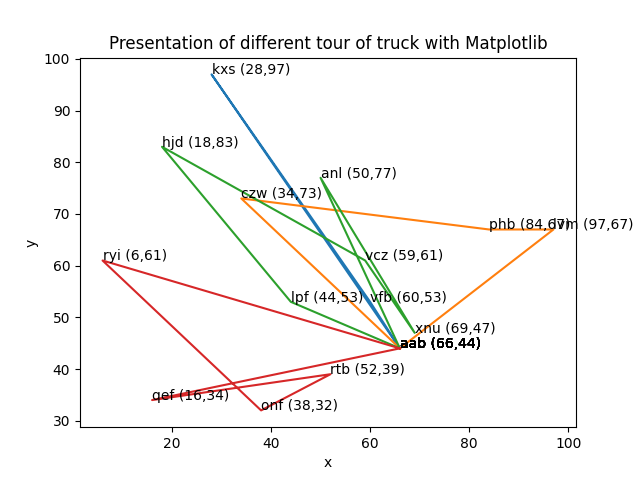 Presentation of different tour of truck with Matplotlib
100
90
80
70
60
50
40
30
y
kxs (28,97)
hjd (18,83)
anl (50,77)
czw (34,73)
phb (84,67)
(97,67)
ryi (6,61)
vcz (59,61)
lpf (44,53)
vfb (60,53)
xnu (69,47)
aab (66,44)
rtb (52,39)
qef (16,34)
onf (38,32)
20
40
60
80
100
x